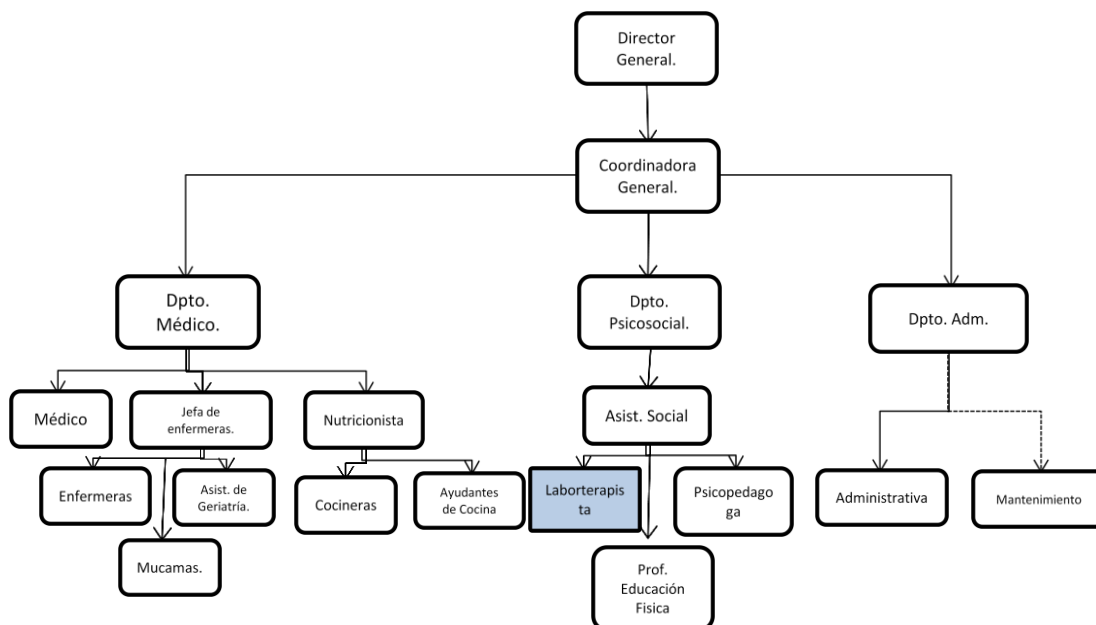 Director
General.
Coordinadora
General.
Dpto.
Médico.
Dpto.
Psicosocial.
Dpto. Adm.
Médico
Jefa de
enfermeras.
Nutricionista
Asist. Social
Enfermeras
Asist. de
Geriatría.
Mucamas.
Cocineras
Ayudantes
de Cocina
Laborterapis
ta
Psicopedago
ga
Prof.
Educación
Fisica
Administrativa
Mantenimiento